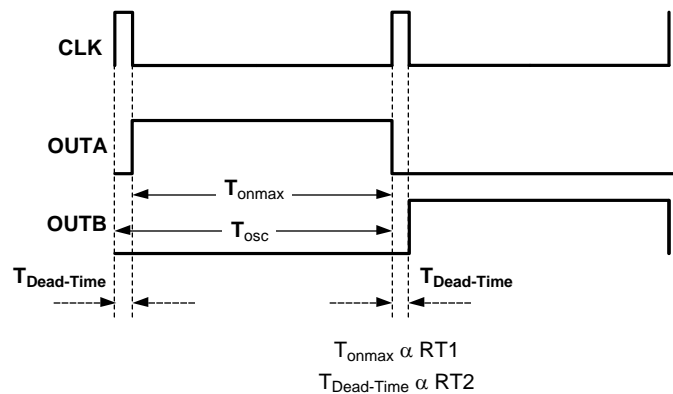 CLK
OUTA
Tonmax
OUTB
Tosc
TDead-Time
TDead-Time
Tonmax α RT1
TDead-Time α RT2